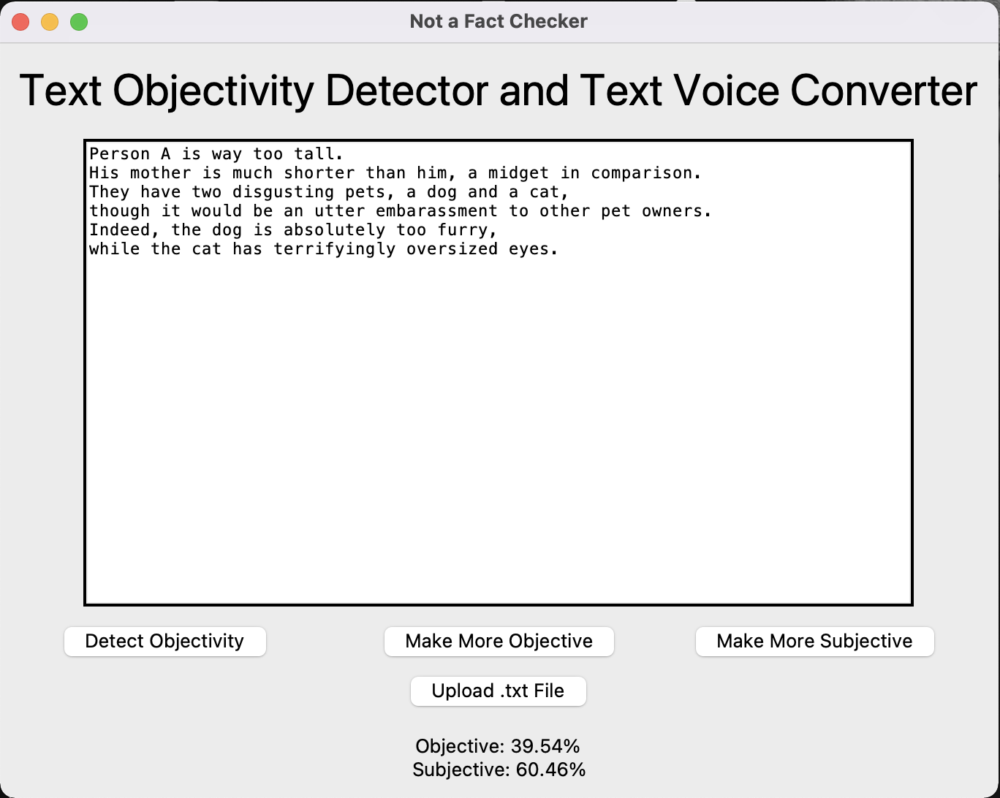 Not a Fact Checker
Text Objectivity Detector and Text Voice Converter
Person A is way too tall.
His mother is much shorter than him, a midget in comparison.
They have two disgusting pets, a dog and a cat,
though it would be an utter embarassment to other pet owners.
Indeed, the dog is absolutely too furry,
while the cat has terrifyingly oversized eyes.
Detect Objectivity
Make More Objective
Make More Subjective
Upload .txt File
Objective: 39.54%
Subjective: 60.46%